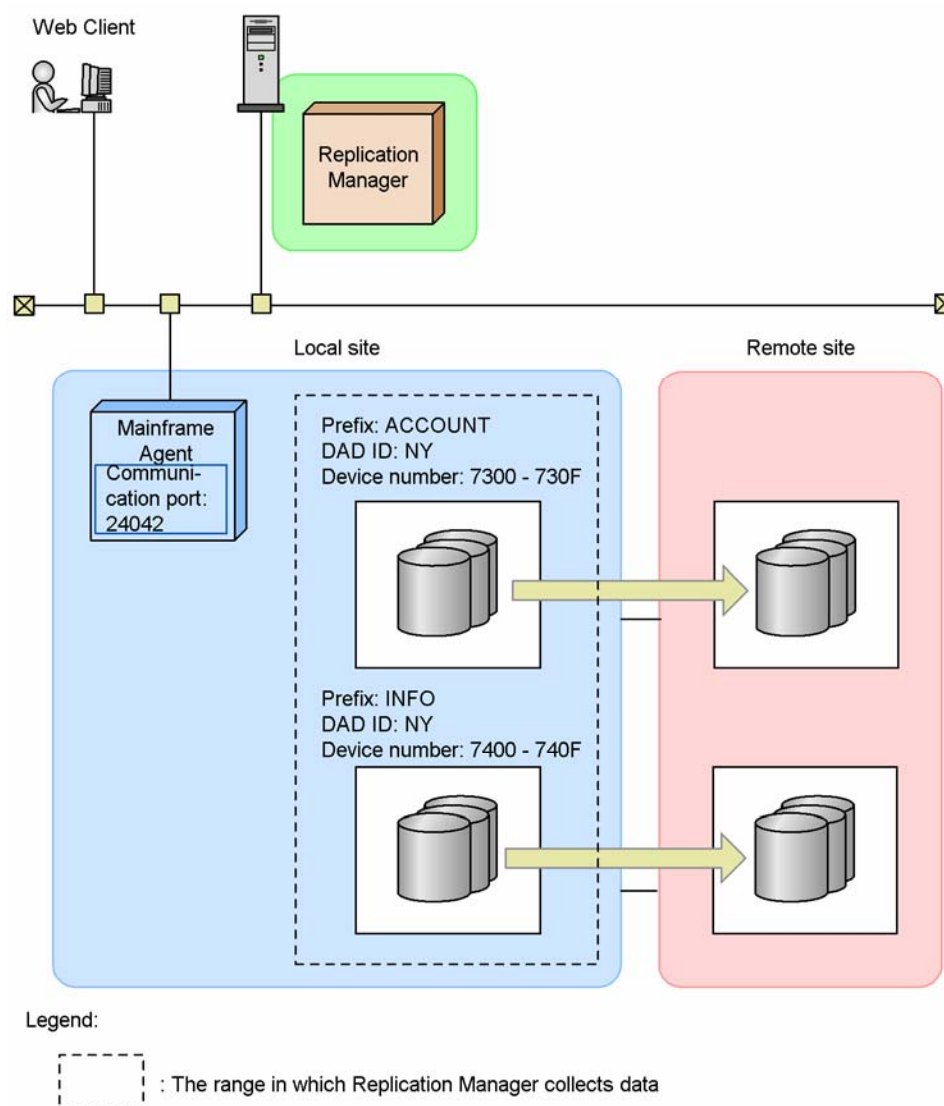 Web Client
Replication
Manager
Local site
Remote site
Mainframe
Agent
Communi-
cation port:
24042
Prefix: ACCOUNT
DAD ID: NY
Device number: 7300 - 730F
Prefix: INFO
DAD ID: NY
Device number: 7400 - 740F
Legend:
: The range in which Replication Manager collects data